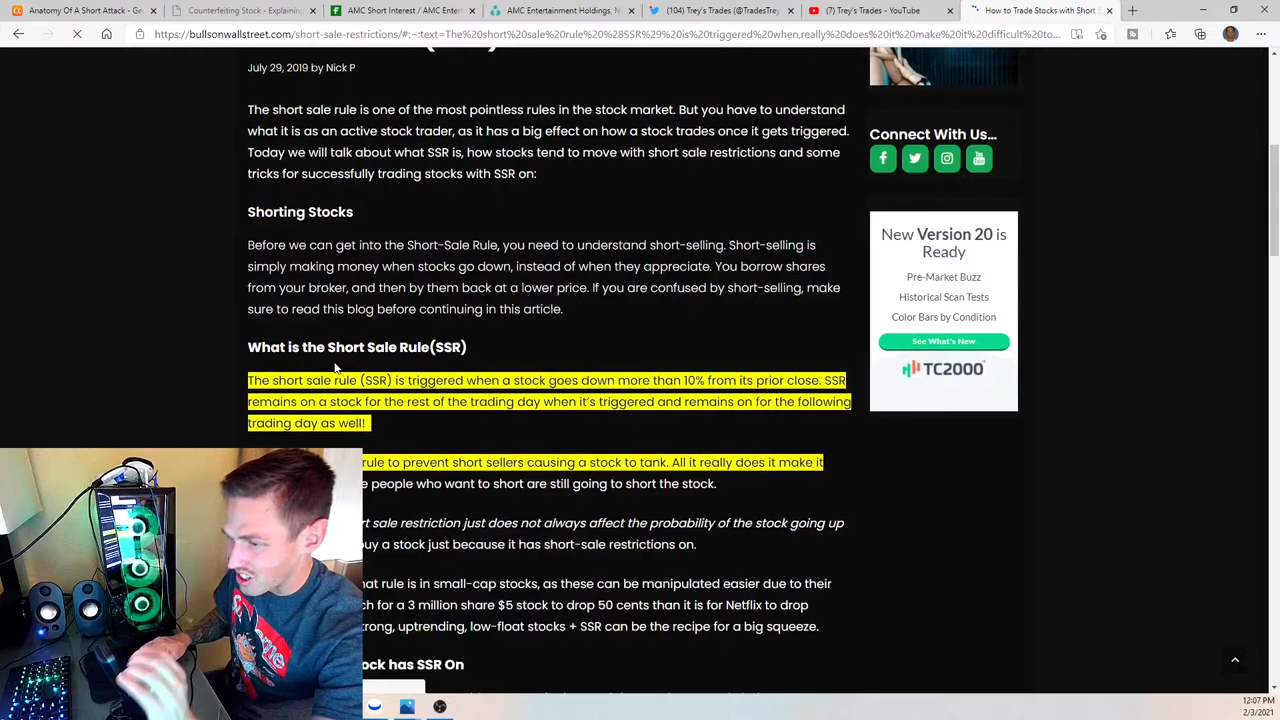 Anatomy Of A Short Attack - Ge
Counterfeiting Stock - Explainin
AMC Short Interest / AMC Enter
AMC Entertainment Holdings, N
(104) Trey's Trades (@TradesTrey
(7) Trey's Trades - YouTube
How to Trade Stocks with Short S
https://bullsonwallstreet.com/short-sale-restrictions/#:~:text=The%20short%20sale%20rule%20%28SSR%29%20is%20triggered%20when,really%20does%20it%20make%20it%20difficult%20to...
July 29, 2019 by Nick P
The short sale rule is one of the most pointless rules in the stock market. But you have to understand
what it is as an active stock trader, as it has a big effect on how a stock trades once it gets triggered.
Today we will talk about what SSR is, how stocks tend to move with short sale restrictions and some
tricks for successfully trading stocks with SSR on:
Shorting Stocks
Before we can get into the Short-Sale Rule, you need to understand short-selling. Short-selling is
simply making money when stocks go down, instead of when they appreciate. You borrow shares
from your broker, and then by them back at a lower price. If you are confused by short-selling, make
sure to read this blog before continuing in this article.
What is the Short Sale Rule(SSR)
The short sale rule (SSR) is triggered when a stock goes down more than 10% from its prior close. SSR
remains on a stock for the rest of the trading day when it's triggered and remains on for the following
trading day as well!
rule to prevent short sellers causing a stock to tank. All it really does it make it
e people who want to short are still going to short the stock.
rt sale restriction just does not always affect the probability of the stock going up
buy a stock just because it has short-sale restrictions on.
hat rule is in small-cap stocks, as these can be manipulated easier due to their
ch for a 3 million share $5 stock to drop 50 cents than it is for Netflix to drop
trong, uptrending, low-float stocks + SSR can be the recipe for a big squeeze.
ock has SSR On
Connect With Us...
New Version 20 is
Ready
Pre-Market Buzz
Historical Scan Tests
Color Bars by Condition
See What's New
TC2000
12:07 PM
2/3/2021